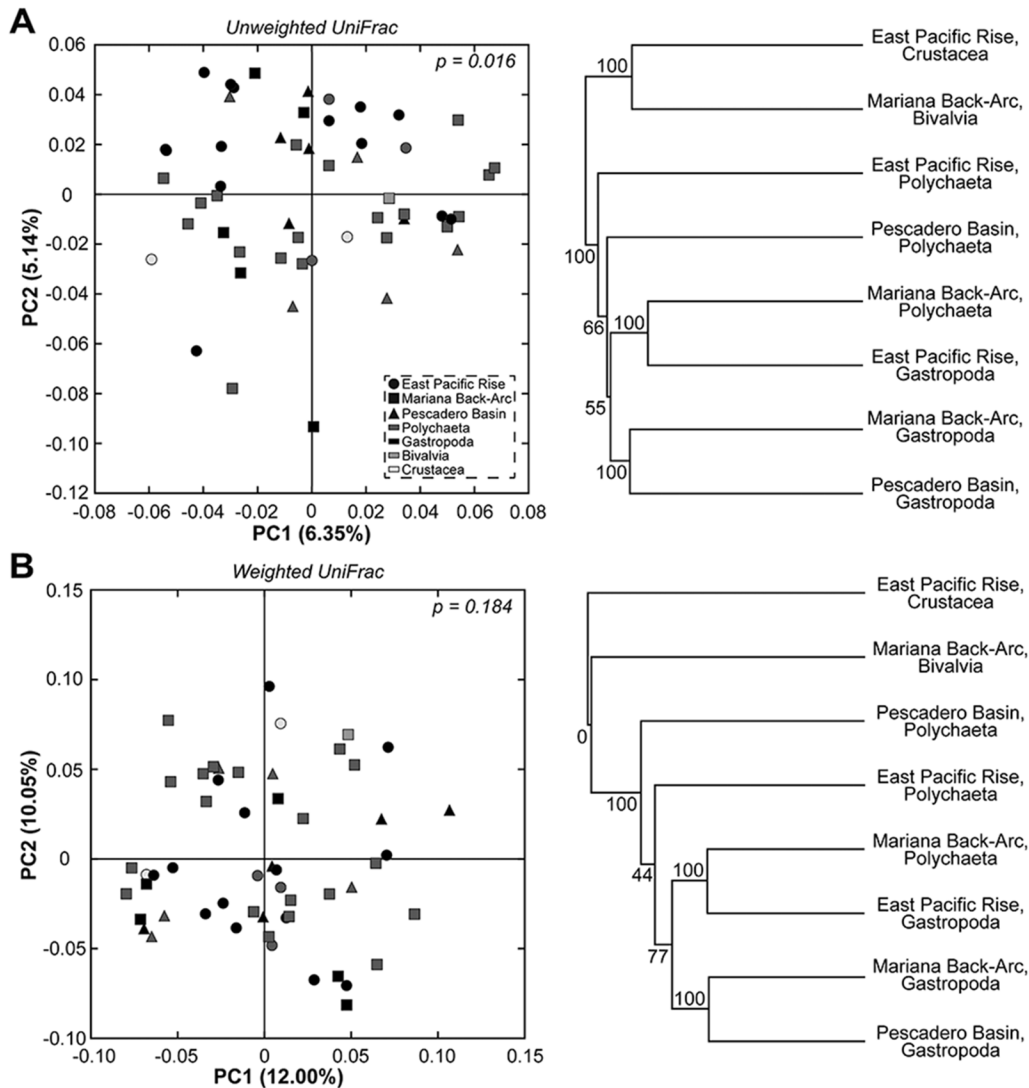 A
Unweighted UniFrac
p = 0.016
0.06
0.04
0.02
0
-0.02
-0.04
-0.06
-0.08
-0.10
-0.12
PC2 (5.14%)
-0.08 -0.06 -0.04 -0.02 0 0.02 0.04 0.06 0.08
PC1 (6.35%)
East Pacific Rise
Mariana Back-Arc
Pescadero Basin
Polychaeta
Gastropoda
Bivalvia
Crustacea
100
100
66
100
55
100
East Pacific Rise,
Crustacea
Mariana Back-Arc,
Bivalvia
East Pacific Rise,
Polychaeta
Pescadero Basin,
Polychaeta
Mariana Back-Arc,
Polychaeta
East Pacific Rise,
Gastropoda
Mariana Back-Arc,
Gastropoda
Pescadero Basin,
Gastropoda
B
Weighted UniFrac
p = 0.184
0.15
0.10
0.05
0
-0.05
-0.10
PC2 (10.05%)
-0.10 -0.05 0 0.05 0.10 0.15
PC1 (12.00%)
0
100
44
100
77
100
East Pacific Rise,
Crustacea
Mariana Back-Arc,
Bivalvia
Pescadero Basin,
Polychaeta
East Pacific Rise,
Polychaeta
Mariana Back-Arc,
Polychaeta
East Pacific Rise,
Gastropoda
Mariana Back-Arc,
Gastropoda
Pescadero Basin,
Gastropoda